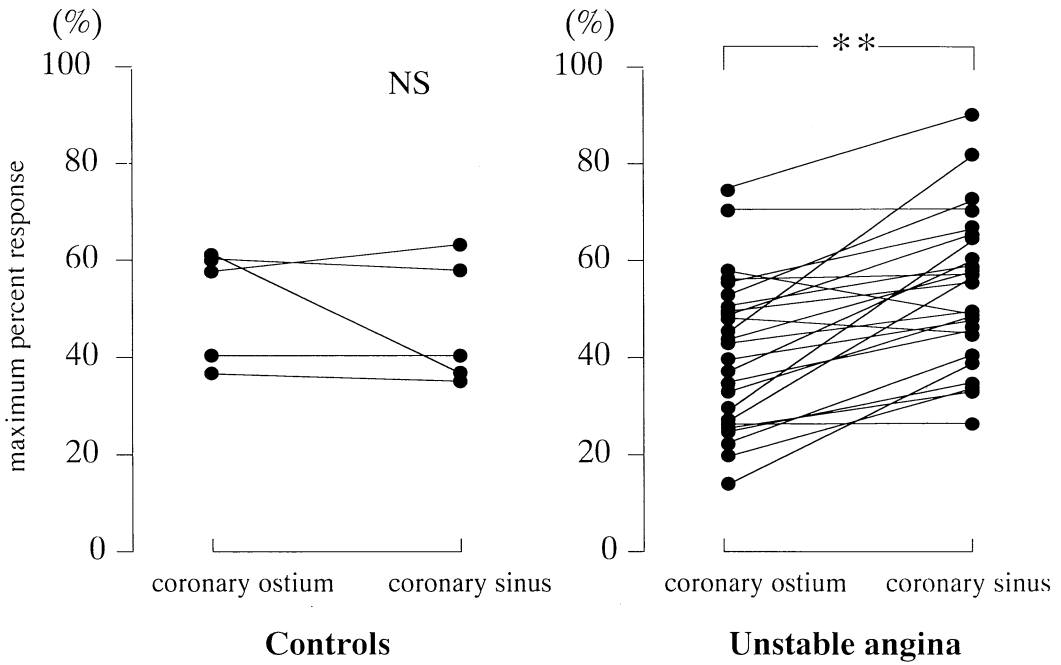 (%)
100
80
60
40
20
0
maximum percent response
NS
coronary ostium
coronary sinus
Controls
(%)
100
80
60
40
20
0
**
coronary ostium
coronary sinus
Unstable angina